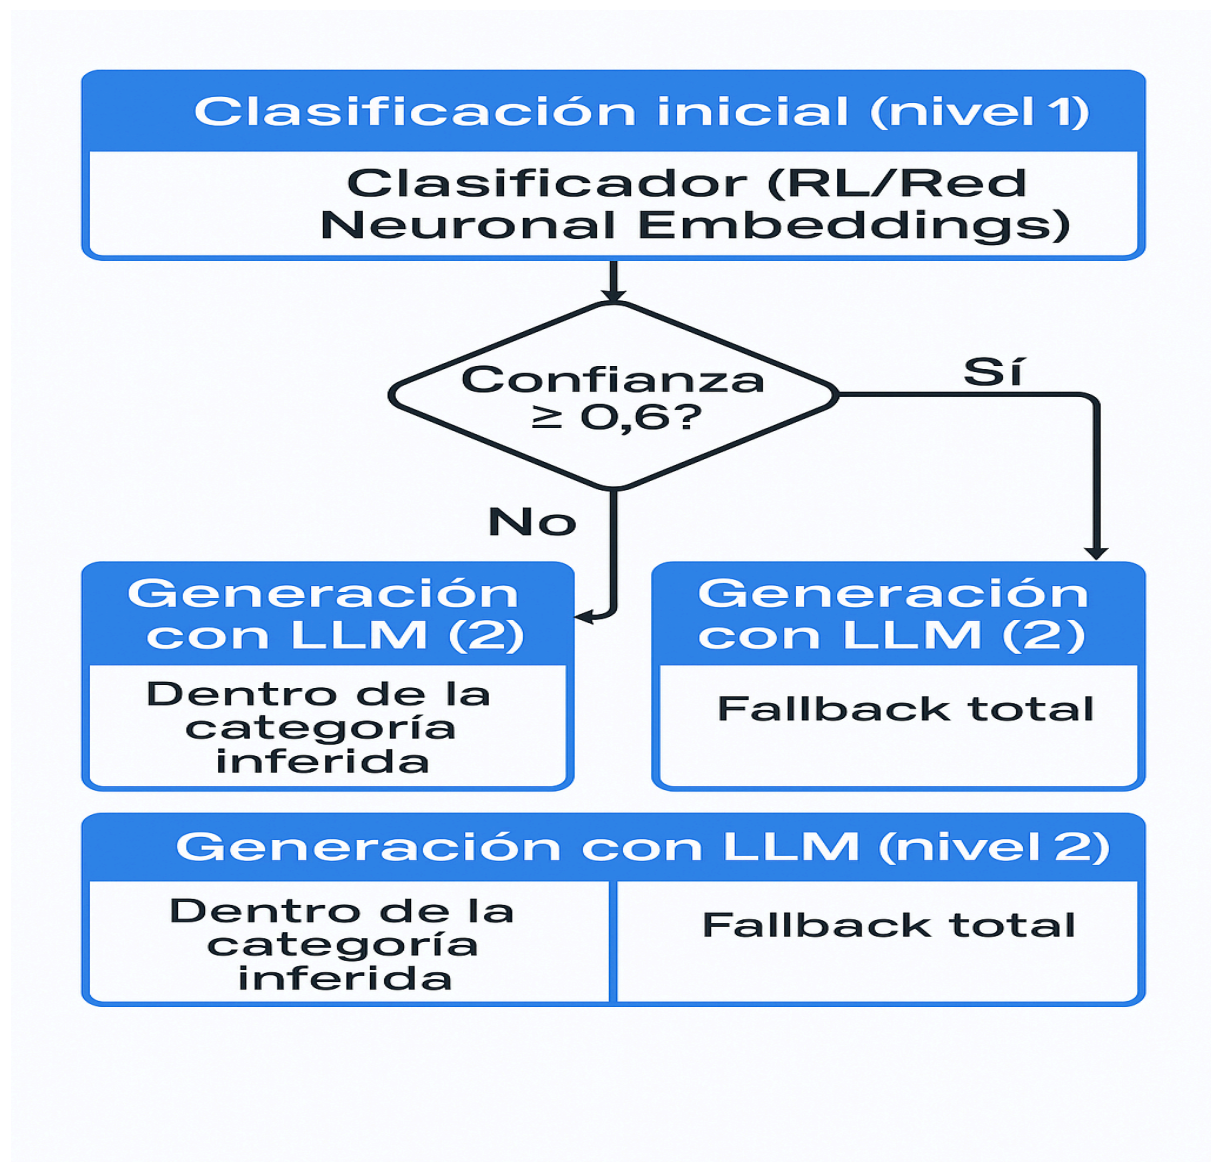 Clasificación inicial (nivel 1)
Clasificador (RL/Red
Neuronal Embeddings)
Confianza
≥ 0,6?
Sí
No
Generación
con LLM (2)
Dentro de la
categoría
inferida
Generación
con LLM (2)
Fallback total
Generación con LLM (nivel 2)
Dentro de la
categoría
inferida
Fallback total